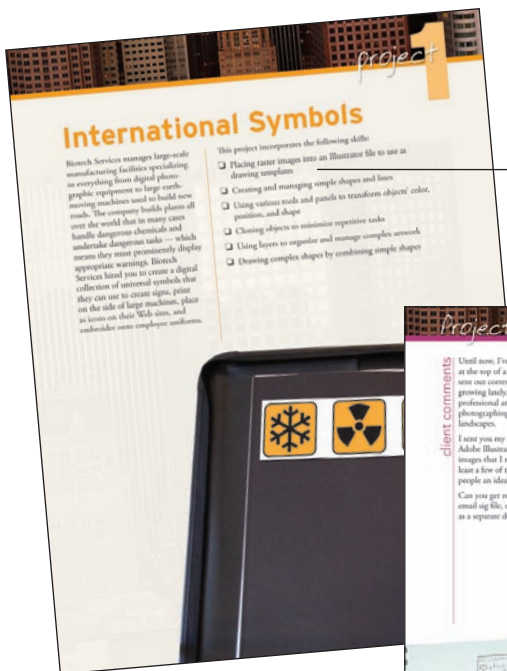 project 1
International Symbols
Biotech Services manages large-scale
manufacturing facilities specializing
in everything from digital photo-
graphic equipment to large earth-
moving machines used to build new
roads. The company builds plants all
over the world that in many cases
handle dangerous chemicals and
undertake dangerous tasks — which
means they must prominently display
appropriate warnings. Biotech
Services hired you to create a digital
collection of universal symbols that
they can use to create signs, print
on the side of large machines, place
as icons on their Web sites, and
embroider onto employee uniforms.
This project incorporates the following skills:
❏ Placing raster images into an Illustrator file to use as
drawing templates
❏ Creating and managing simple shapes and lines
❏ Using various tools and panels to transform objects' color,
position, and shape
❏ Cloning objects to minimize repetitive tasks
❏ Using layers to organize and manage complex artwork
❏ Drawing complex shapes by combining simple shapes
Project
client comments
Until now, I've
at the top of a
sent out
growing lately.
professional
photographing
landscapes.
I sent you my
Adobe
images that I
least a few of
people an idea
Can you get
email sig file,
as a separate